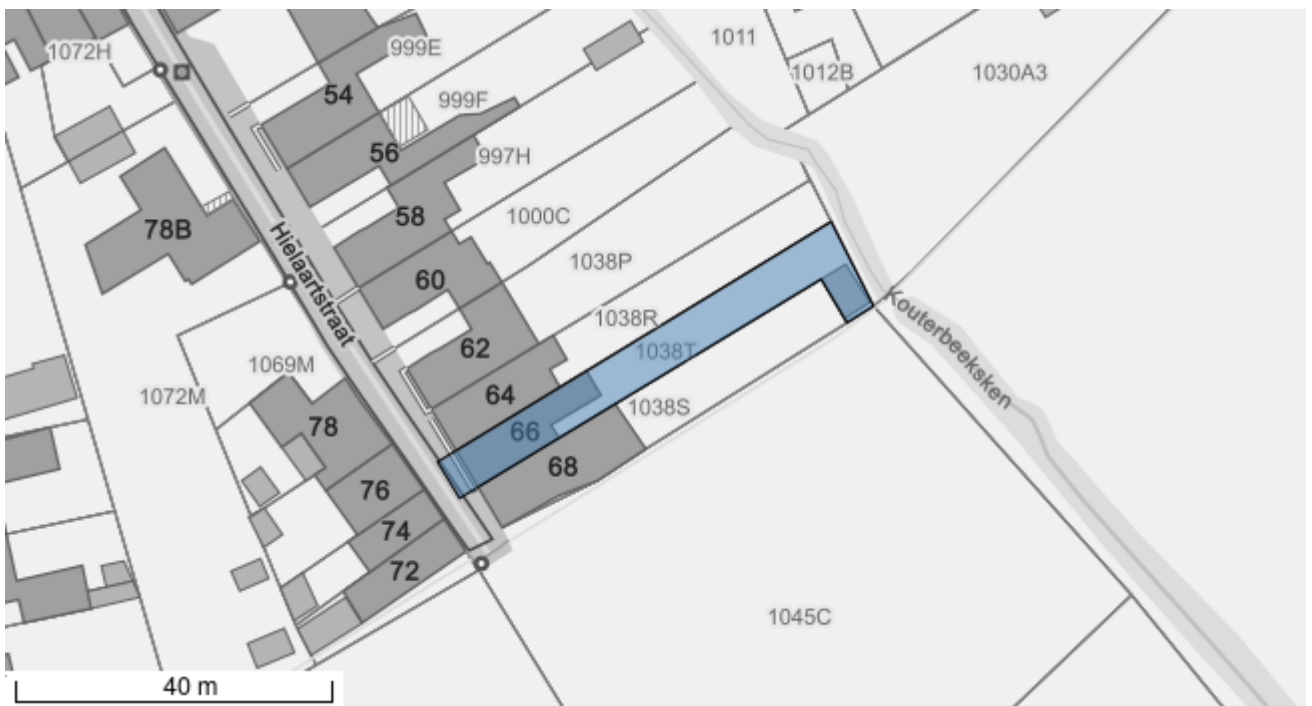 1011
1072H
999E
1012B
1030A3
54
999F
56
997H
58
1000C
78B
Hielaartstraat
60
1038P
1038R
62
1038T
1069M
64
1072M
1038S
66
78
68
76
74
72
Kouterbeeksken
1045C
40 m